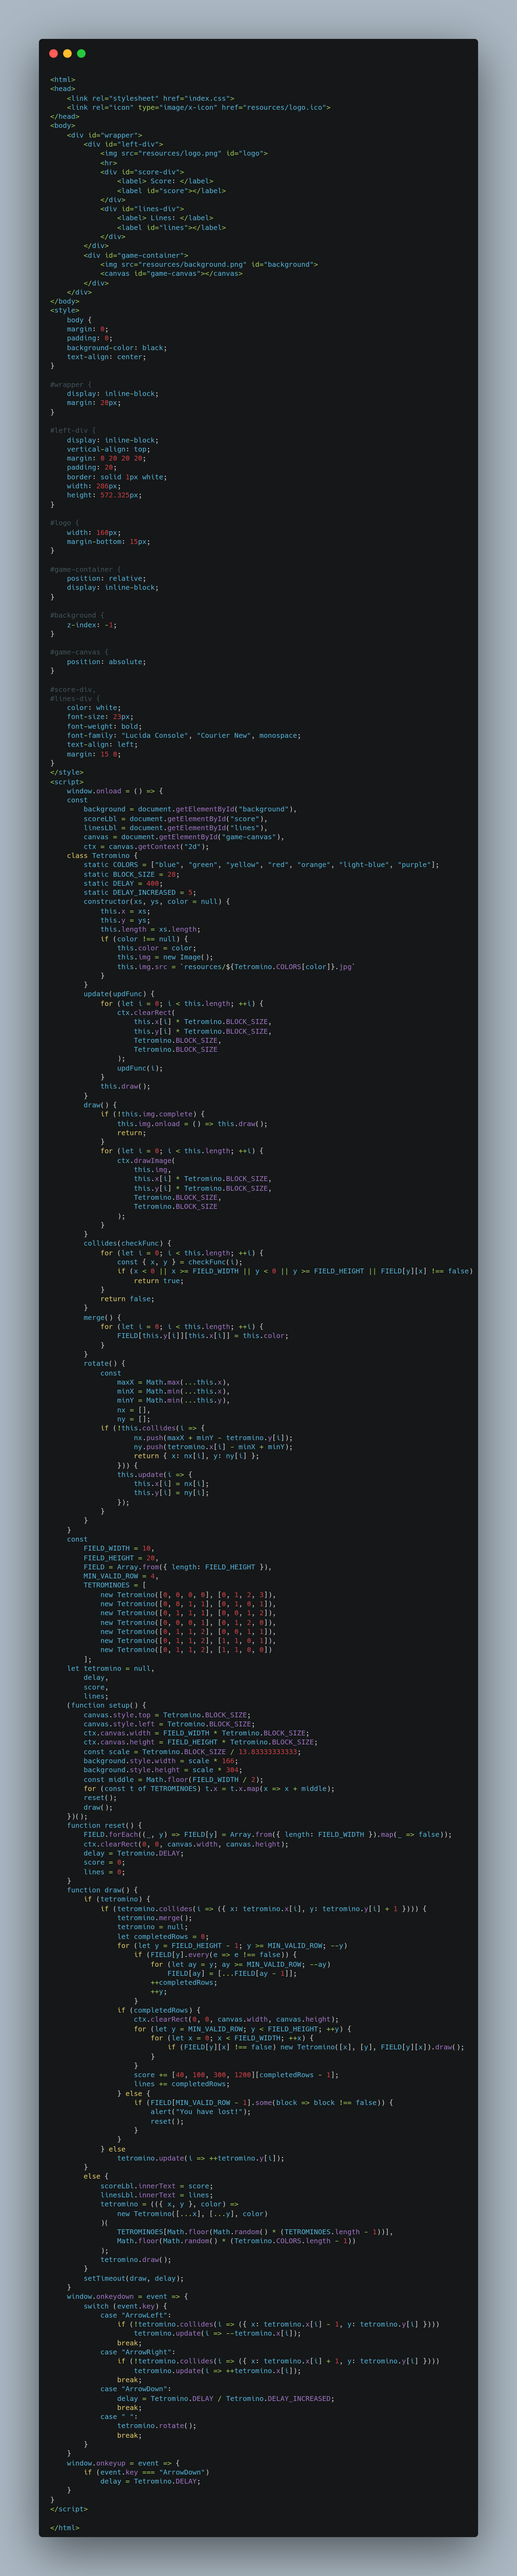 <html>
<head>
    <link rel="stylesheet" href="index.css">
    <link rel="icon" type="image/x-icon" href="resources/logo.ico">
</head>
<body>
    <div id="wrapper">
        <div id="left-div">
            <img src="resources/logo.png" id="logo">
            <hr>
            <div id="score-div">
                <label> Score: </label>
                <label id="score"></label>
            </div>
            <div id="lines-div">
                <label> Lines: </label>
                <label id="lines"></label>
            </div>
        </div>
        <div id="game-container">
            <img src="resources/background.png" id="background">
            <canvas id="game-canvas"></canvas>
        </div>
    </div>
</body>
<style>
    body {
    margin: 0;
    padding: 0;
    background-color: black;
    text-align: center;
}

#wrapper {
    display: inline-block;
    margin: 20px;
}

#left-div {
    display: inline-block;
    vertical-align: top;
    margin: 0 20 20 20;
    padding: 20;
    border: solid 1px white;
    width: 286px;
    height: 572.325px;
}

#logo {
    width: 160px;
    margin-bottom: 15px;
}

#game-container {
    position: relative;
    display: inline-block;
}

#background {
    z-index: -1;
}

#game-canvas {
    position: absolute;
}

#score-div,
#lines-div {
    color: white;
    font-size: 23px;
    font-weight: bold;
    font-family: "Lucida Console", "Courier New", monospace;
    text-align: left;
    margin: 15 0;
}
</style>
<script>
    window.onload = () => {
    const
        background = document.getElementById("background"),
        scoreLbl = document.getElementById("score"),
        linesLbl = document.getElementById("lines"),
        canvas = document.getElementById("game-canvas"),
        ctx = canvas.getContext("2d");
    class Tetromino {
        static COLORS = ["blue", "green", "yellow", "red", "orange", "light-blue", "purple"];
        static BLOCK_SIZE = 28;
        static DELAY = 400;
        static DELAY_INCREASED = 5;
        constructor(xs, ys, color = null) {
            this.x = xs;
            this.y = ys;
            this.length = xs.length;
            if (color !== null) {
                this.color = color;
                this.img = new Image();
                this.img.src = `resources/${Tetromino.COLORS[color]}.jpg`
            }
        }
        update(updFunc) {
            for (let i = 0; i < this.length; ++i) {
                ctx.clearRect(
                    this.x[i] * Tetromino.BLOCK_SIZE,
                    this.y[i] * Tetromino.BLOCK_SIZE,
                    Tetromino.BLOCK_SIZE,
                    Tetromino.BLOCK_SIZE
                );
                updFunc(i);
            }
            this.draw();
        }
        draw() {
            if (!this.img.complete) {
                this.img.onload = () => this.draw();
                return;
            }
            for (let i = 0; i < this.length; ++i) {
                ctx.drawImage(
                    this.img,
                    this.x[i] * Tetromino.BLOCK_SIZE,
                    this.y[i] * Tetromino.BLOCK_SIZE,
                    Tetromino.BLOCK_SIZE,
                    Tetromino.BLOCK_SIZE
                );
            }
        }
        collides(checkFunc) {
            for (let i = 0; i < this.length; ++i) {
                const { x, y } = checkFunc(i);
                if (x < 0 || x >= FIELD_WIDTH || y < 0 || y >= FIELD_HEIGHT || FIELD[y][x] !== false)
                    return true;
            }
            return false;
        }
        merge() {
            for (let i = 0; i < this.length; ++i) {
                FIELD[this.y[i]][this.x[i]] = this.color;
            }
        }
        rotate() {
            const
                maxX = Math.max(...this.x),
                minX = Math.min(...this.x),
                minY = Math.min(...this.y),
                nx = [],
                ny = [];
            if (!this.collides(i => {
                    nx.push(maxX + minY - tetromino.y[i]);
                    ny.push(tetromino.x[i] - minX + minY);
                    return { x: nx[i], y: ny[i] };
                })) {
                this.update(i => {
                    this.x[i] = nx[i];
                    this.y[i] = ny[i];
                });
            }
        }
    }
    const
        FIELD_WIDTH = 10,
        FIELD_HEIGHT = 20,
        FIELD = Array.from({ length: FIELD_HEIGHT }),
        MIN_VALID_ROW = 4,
        TETROMINOES = [
            new Tetromino([0, 0, 0, 0], [0, 1, 2, 3]),
            new Tetromino([0, 0, 1, 1], [0, 1, 0, 1]),
            new Tetromino([0, 1, 1, 1], [0, 0, 1, 2]),
            new Tetromino([0, 0, 0, 1], [0, 1, 2, 0]),
            new Tetromino([0, 1, 1, 2], [0, 0, 1, 1]),
            new Tetromino([0, 1, 1, 2], [1, 1, 0, 1]),
            new Tetromino([0, 1, 1, 2], [1, 1, 0, 0])
        ];
    let tetromino = null,
        delay,
        score,
        lines;
    (function setup() {
        canvas.style.top = Tetromino.BLOCK_SIZE;
        canvas.style.left = Tetromino.BLOCK_SIZE;
        ctx.canvas.width = FIELD_WIDTH * Tetromino.BLOCK_SIZE;
        ctx.canvas.height = FIELD_HEIGHT * Tetromino.BLOCK_SIZE;
        const scale = Tetromino.BLOCK_SIZE / 13.83333333333;
        background.style.width = scale * 166;
        background.style.height = scale * 304;
        const middle = Math.floor(FIELD_WIDTH / 2);
        for (const t of TETROMINOES) t.x = t.x.map(x => x + middle);
        reset();
        draw();
    })();
    function reset() {
        FIELD.forEach((_, y) => FIELD[y] = Array.from({ length: FIELD_WIDTH }).map(_ => false));
        ctx.clearRect(0, 0, canvas.width, canvas.height);
        delay = Tetromino.DELAY;
        score = 0;
        lines = 0;
    }
    function draw() {
        if (tetromino) {
            if (tetromino.collides(i => ({ x: tetromino.x[i], y: tetromino.y[i] + 1 }))) {
                tetromino.merge();
                tetromino = null;
                let completedRows = 0;
                for (let y = FIELD_HEIGHT - 1; y >= MIN_VALID_ROW; --y)
                    if (FIELD[y].every(e => e !== false)) {
                        for (let ay = y; ay >= MIN_VALID_ROW; --ay)
                            FIELD[ay] = [...FIELD[ay - 1]];
                        ++completedRows;
                        ++y;
                    }
                if (completedRows) {
                    ctx.clearRect(0, 0, canvas.width, canvas.height);
                    for (let y = MIN_VALID_ROW; y < FIELD_HEIGHT; ++y) {
                        for (let x = 0; x < FIELD_WIDTH; ++x) {
                            if (FIELD[y][x] !== false) new Tetromino([x], [y], FIELD[y][x]).draw();
                        }
                    }
                    score += [40, 100, 300, 1200][completedRows - 1];
                    lines += completedRows;
                } else {
                    if (FIELD[MIN_VALID_ROW - 1].some(block => block !== false)) {
                        alert("You have lost!");
                        reset();
                    }
                }
            } else
                tetromino.update(i => ++tetromino.y[i]);
        }
        else {
            scoreLbl.innerText = score;
            linesLbl.innerText = lines;
            tetromino = (({ x, y }, color) =>
                new Tetromino([...x], [...y], color)
            )(
                TETROMINOES[Math.floor(Math.random() * (TETROMINOES.length - 1))],
                Math.floor(Math.random() * (Tetromino.COLORS.length - 1))
            );
            tetromino.draw();
        }
        setTimeout(draw, delay);
    }
    window.onkeydown = event => {
        switch (event.key) {
            case "ArrowLeft":
                if (!tetromino.collides(i => ({ x: tetromino.x[i] - 1, y: tetromino.y[i] })))
                    tetromino.update(i => --tetromino.x[i]);
                break;
            case "ArrowRight":
                if (!tetromino.collides(i => ({ x: tetromino.x[i] + 1, y: tetromino.y[i] })))
                    tetromino.update(i => ++tetromino.x[i]);
                break;
            case "ArrowDown":
                delay = Tetromino.DELAY / Tetromino.DELAY_INCREASED;
                break;
            case " ":
                tetromino.rotate();
                break;
        }
    }
    window.onkeyup = event => {
        if (event.key === "ArrowDown")
            delay = Tetromino.DELAY;
    }
}
</script>

</html>